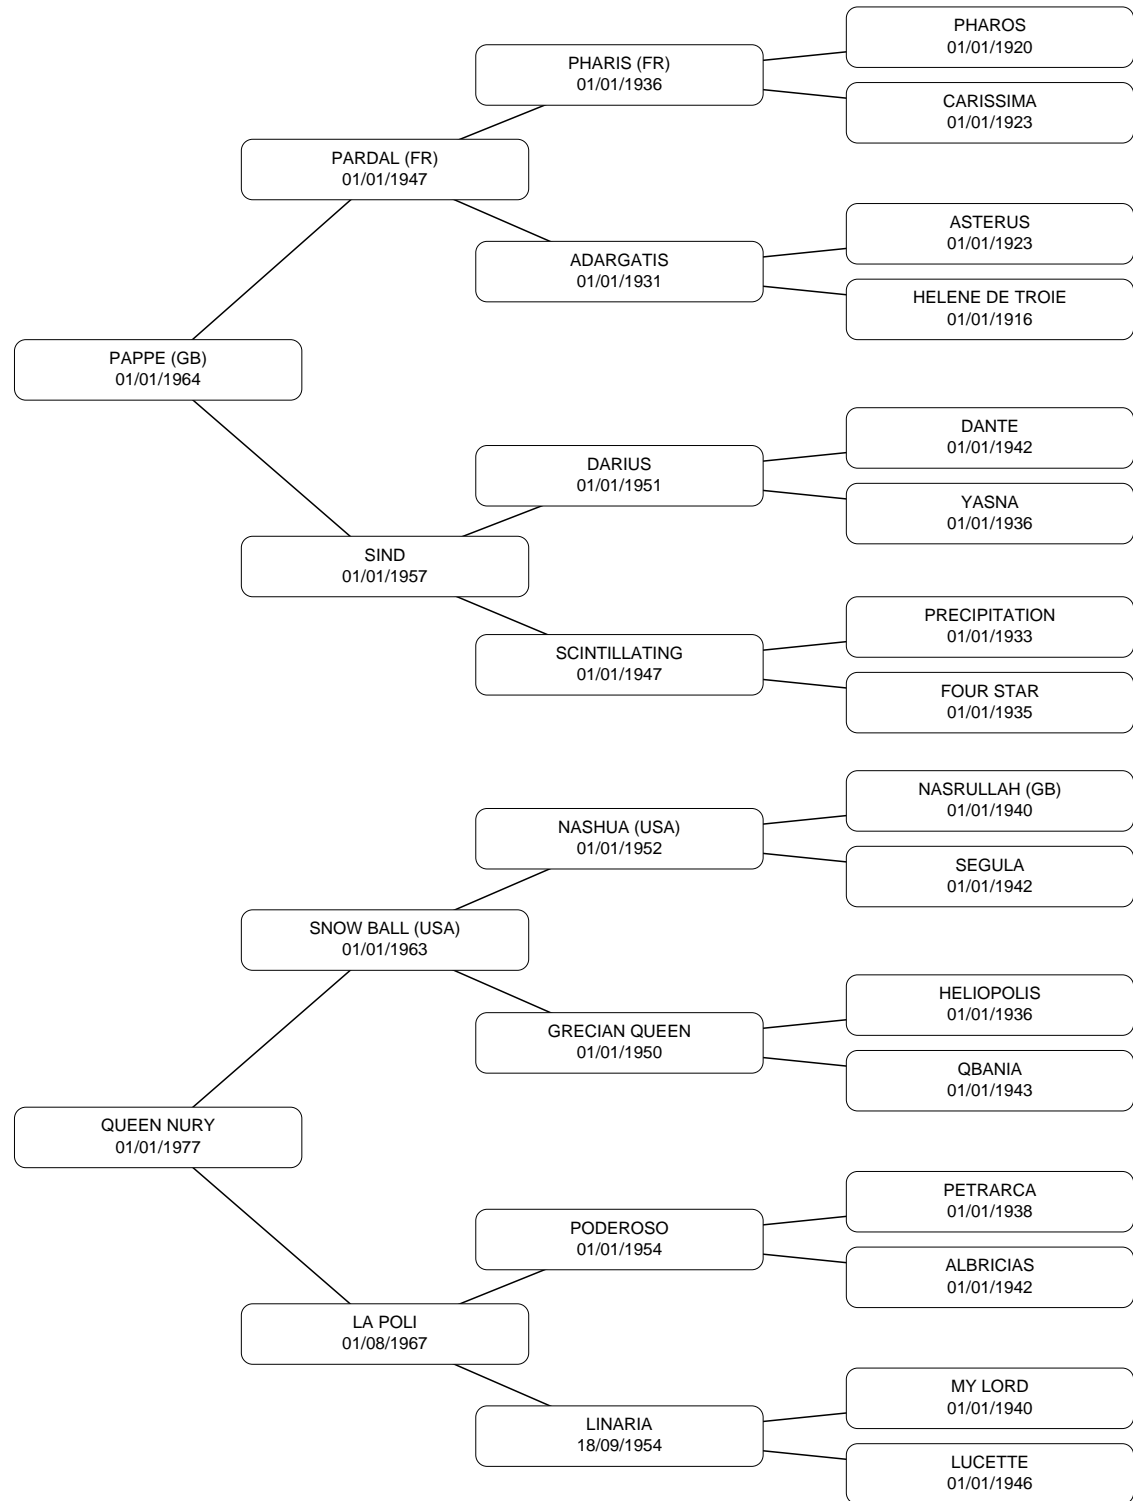 PHAROS
01/01/1920
PHARIS (FR)
01/01/1936
CARISSIMA
01/01/1923
PARDAL (FR)
01/01/1947
ASTERUS
01/01/1923
ADARGATIS
01/01/1931
HELENE DE TROIE
01/01/1916
PAPPE (GB)
01/01/1964
DANTE
01/01/1942
DARIUS
01/01/1951
YASNA
01/01/1936
SIND
01/01/1957
PRECIPITATION
01/01/1933
SCINTILLATING
01/01/1947
FOUR STAR
01/01/1935
NASRULLAH (GB)
01/01/1940
NASHUA (USA)
01/01/1952
SEGULA
01/01/1942
SNOW BALL (USA)
01/01/1963
HELIOPOLIS
01/01/1936
GRECIAN QUEEN
01/01/1950
QBANIA
01/01/1943
QUEEN NURY
01/01/1977
PETRARCA
01/01/1938
PODEROSO
01/01/1954
ALBRICIAS
01/01/1942
LA POLI
01/08/1967
MY LORD
01/01/1940
LINARIA
18/09/1954
LUCETTE
01/01/1946